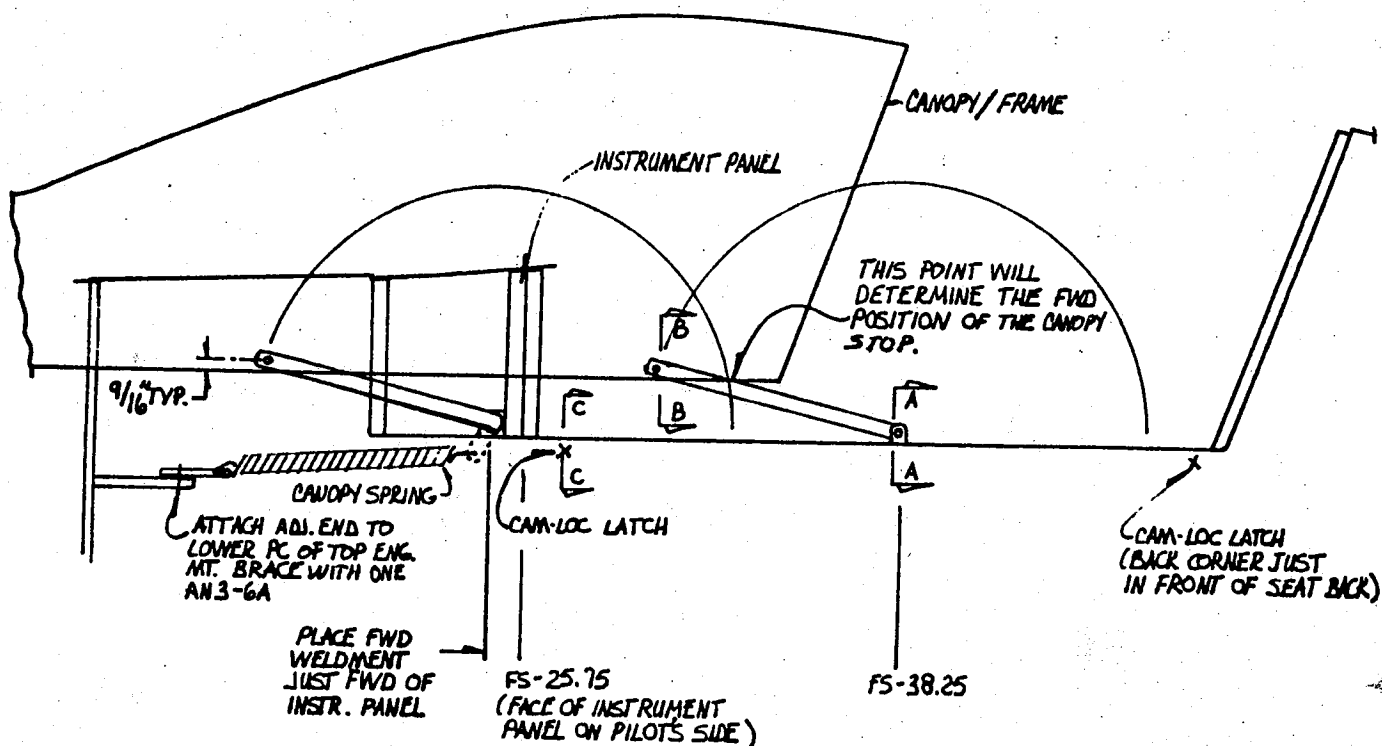 CANOPY/FRAME
INSTRUMENT PANEL
THIS POINT WILL
DETERMINE THE FWD
POSITION OF THE CANOPY
STOP.
B
B
A
A
C
C
9/16" TYP.
CANOPY SPRING
CAM-LOC LATCH
ATTACH ADJ. END TO
LOWER PC OF TOP ENG.
MT. BRACE WITH ONE
AN3-6A
CAM-LOC LATCH
(BACK CORNER JUST
IN FRONT OF SEAT BACK)
PLACE FWD
WELDMENT
JUST FWD OF
INSTR. PANEL
FS-25.75
(FACE OF INSTRUMENT
PANEL ON PILOT'S SIDE)
FS-38.25